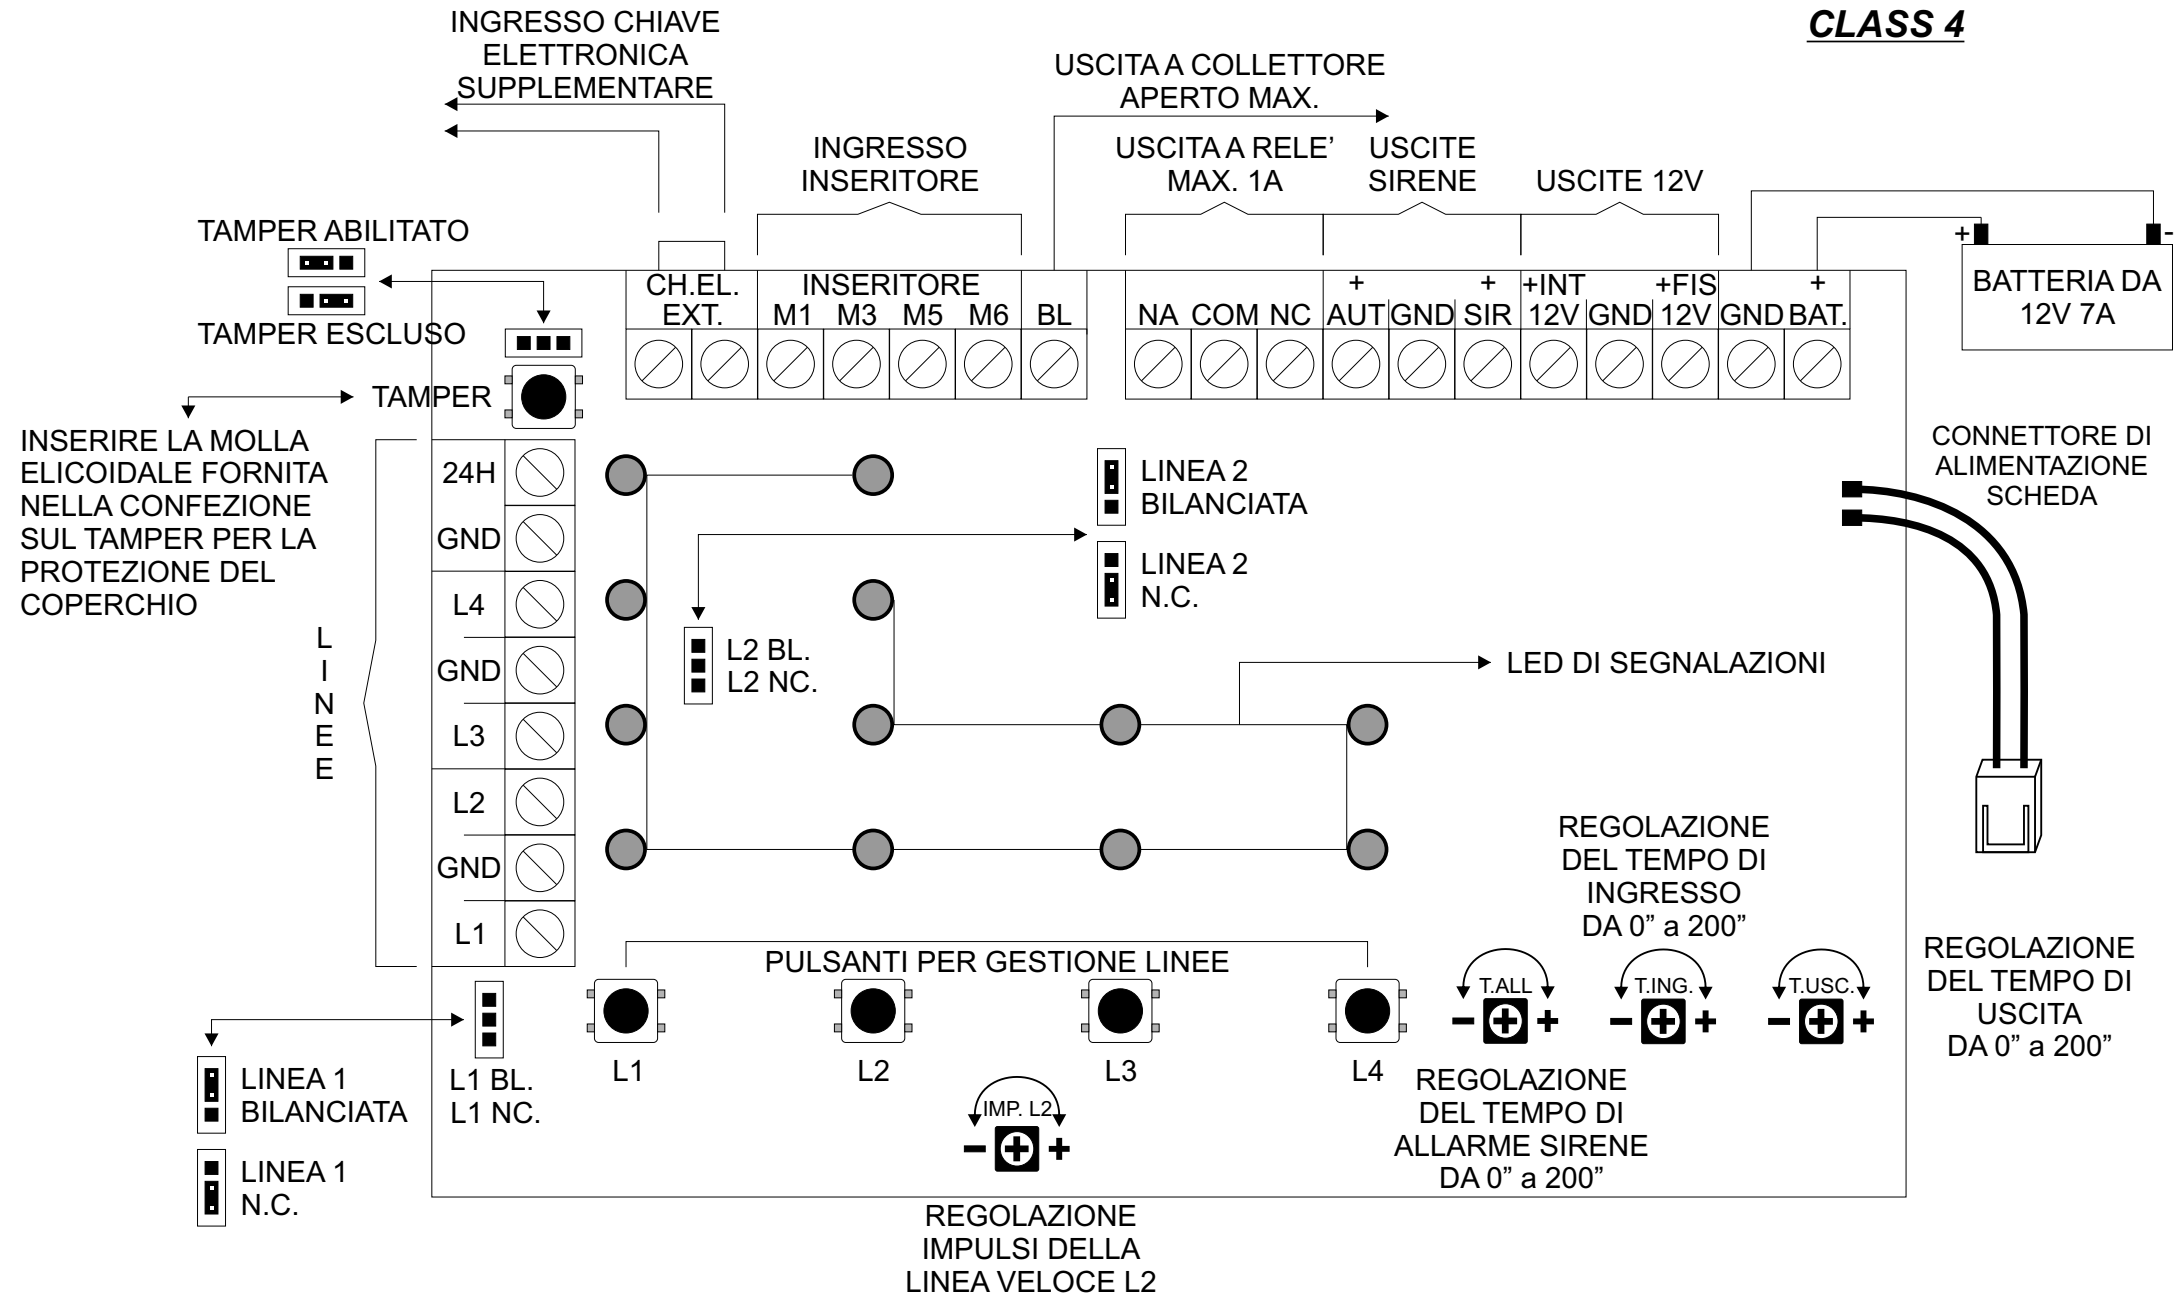 CLASS 4
INGRESSO CHIAVE
ELETTRONICA
SUPPLEMENTARE
USCITA A COLLETTORE
APERTO MAX.
INGRESSO
INSERITORE
USCITA A RELE’
MAX. 1A
USCITE
SIRENE
USCITE 12V
TAMPER ABILITATO
TAMPER ESCLUSO
+ -
BATTERIA DA
12V 7A
CH.EL.
EXT.
INSERITORE
M1 M3 M5 M6 BL
NA COM NC
+ + +INT +FIS +
AUT GND SIR 12V GND 12V GND BAT.
TAMPER
INSERIRE LA MOLLA
ELICOIDALE FORNITA
NELLA CONFEZIONE
SUL TAMPER PER LA
PROTEZIONE DEL
COPERCHIO
LINEE
24H
GND
L4
GND
L3
L2
GND
L1
LINEA 2
BILANCIATA
LINEA 2
N.C.
L2 BL.
L2 NC.
LED DI SEGNALAZIONI
CONNETTORE DI
ALIMENTAZIONE
SCHEDA
REGOLAZIONE
DEL TEMPO DI
INGRESSO
DA 0” a 200”
REGOLAZIONE
DEL TEMPO DI
USCITA
DA 0” a 200”
PULSANTI PER GESTIONE LINEE
L1 L2 L3 L4
T.ALL
- +
T.ING.
- +
T.USC.
- +
REGOLAZIONE
DEL TEMPO DI
ALLARME SIRENE
DA 0” a 200”
LINEA 1
BILANCIATA
LINEA 1
N.C.
L1 BL.
L1 NC.
IMP. L2
- +
REGOLAZIONE
IMPULSI DELLA
LINEA VELOCE L2